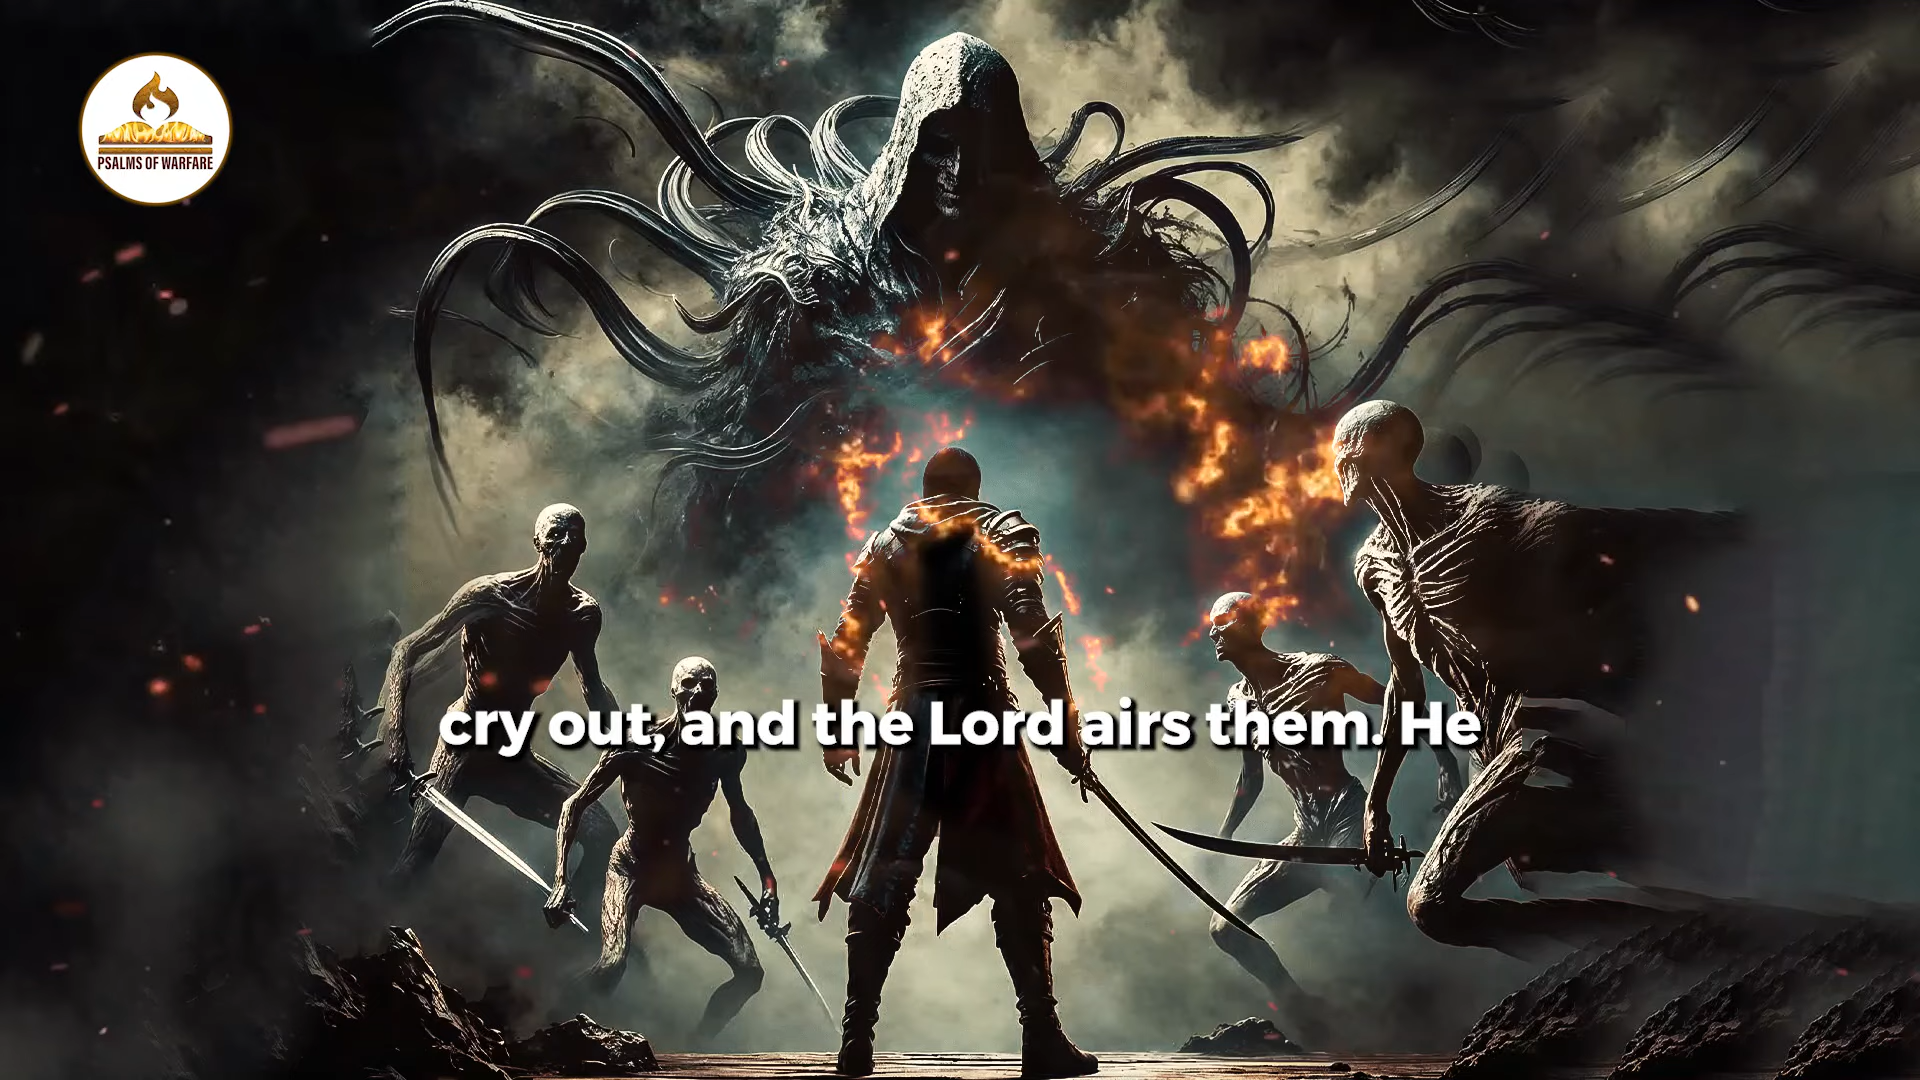 PSALMS OF WARFARE
cry out, and the Lord airs them. He